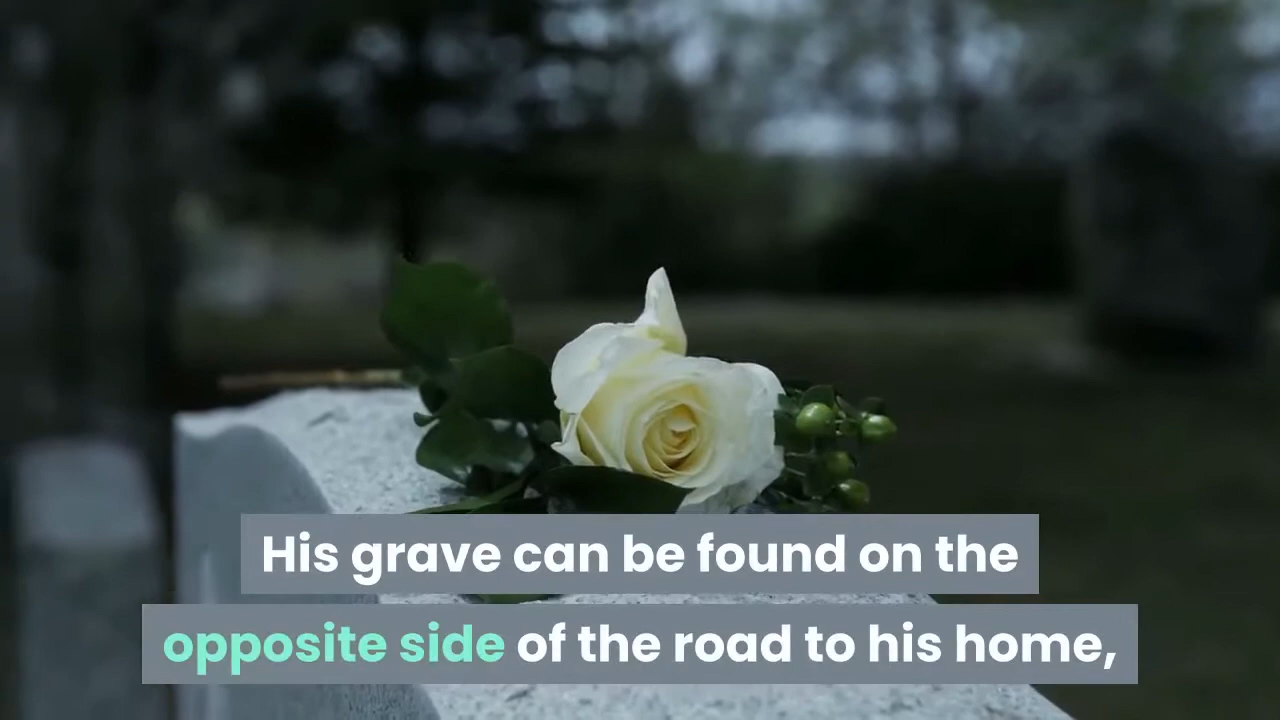 His grave can be found on the
opposite side of the road to his home,